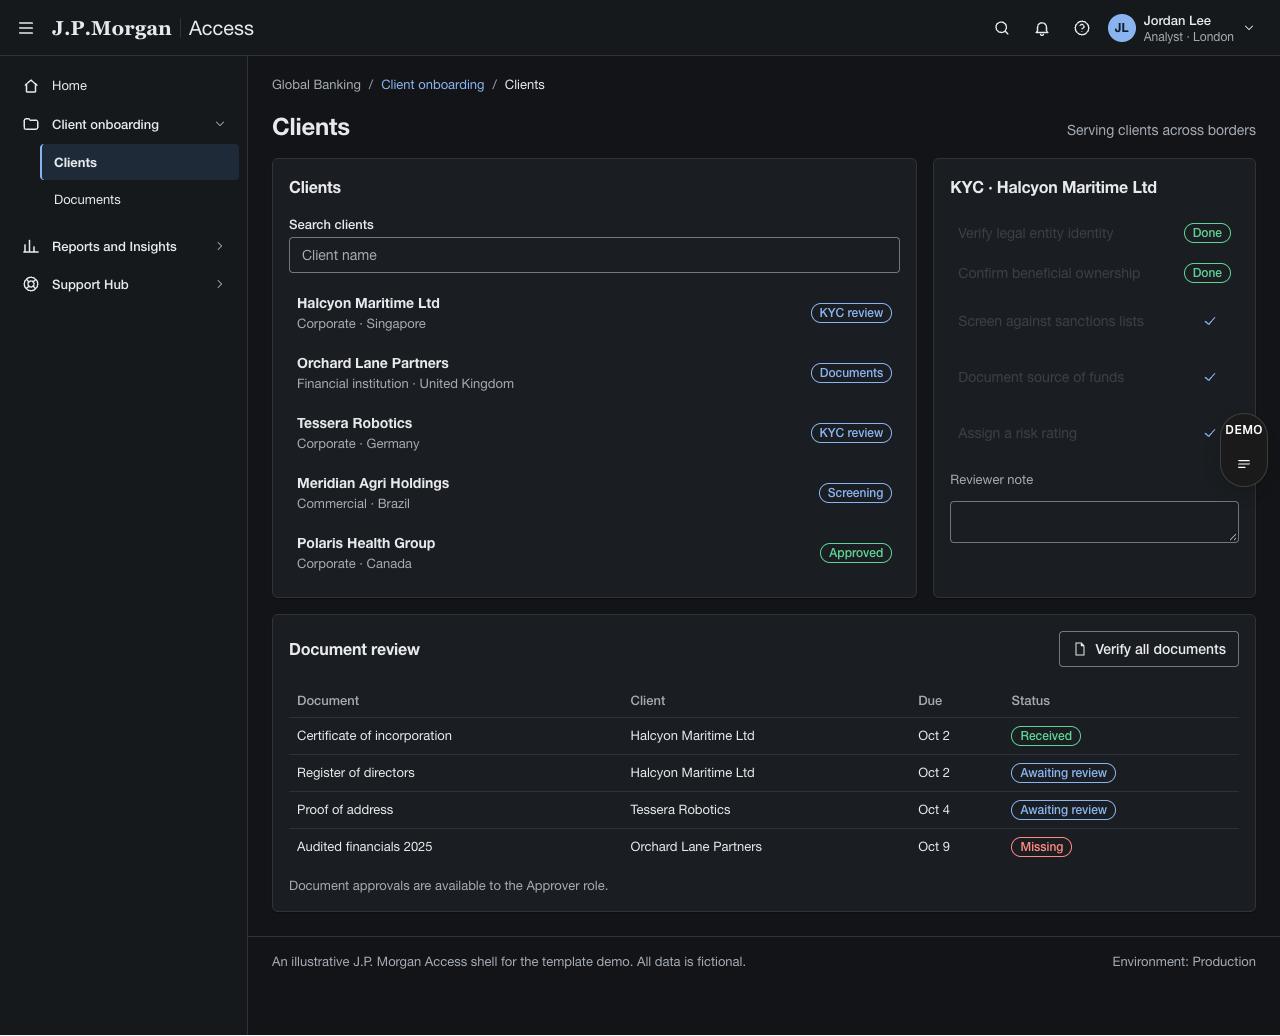 J.P.Morgan Access
JL
Jordan Lee
Analyst · London
Home
Client onboarding
Clients
Documents
Reports and Insights
Support Hub
Global Banking / Client onboarding / Clients
Clients
Serving clients across borders
Clients
Search clients
Client name
Halcyon Maritime Ltd
Corporate · Singapore
KYC review
Orchard Lane Partners
Financial institution · United Kingdom
Documents
Tessera Robotics
Corporate · Germany
KYC review
Meridian Agri Holdings
Commercial · Brazil
Screening
Polaris Health Group
Corporate · Canada
Approved
KYC · Halcyon Maritime Ltd
Verify legal entity identity Done
Confirm beneficial ownership Done
Screen against sanctions lists
Document source of funds
Assign a risk rating
DEMO
Reviewer note
Document review
Verify all documents
Document Client Due Status
Certificate of incorporation Halcyon Maritime Ltd Oct 2 Received
Register of directors Halcyon Maritime Ltd Oct 2 Awaiting review
Proof of address Tessera Robotics Oct 4 Awaiting review
Audited financials 2025 Orchard Lane Partners Oct 9 Missing
Document approvals are available to the Approver role.
An illustrative J.P. Morgan Access shell for the template demo. All data is fictional.
Environment: Production